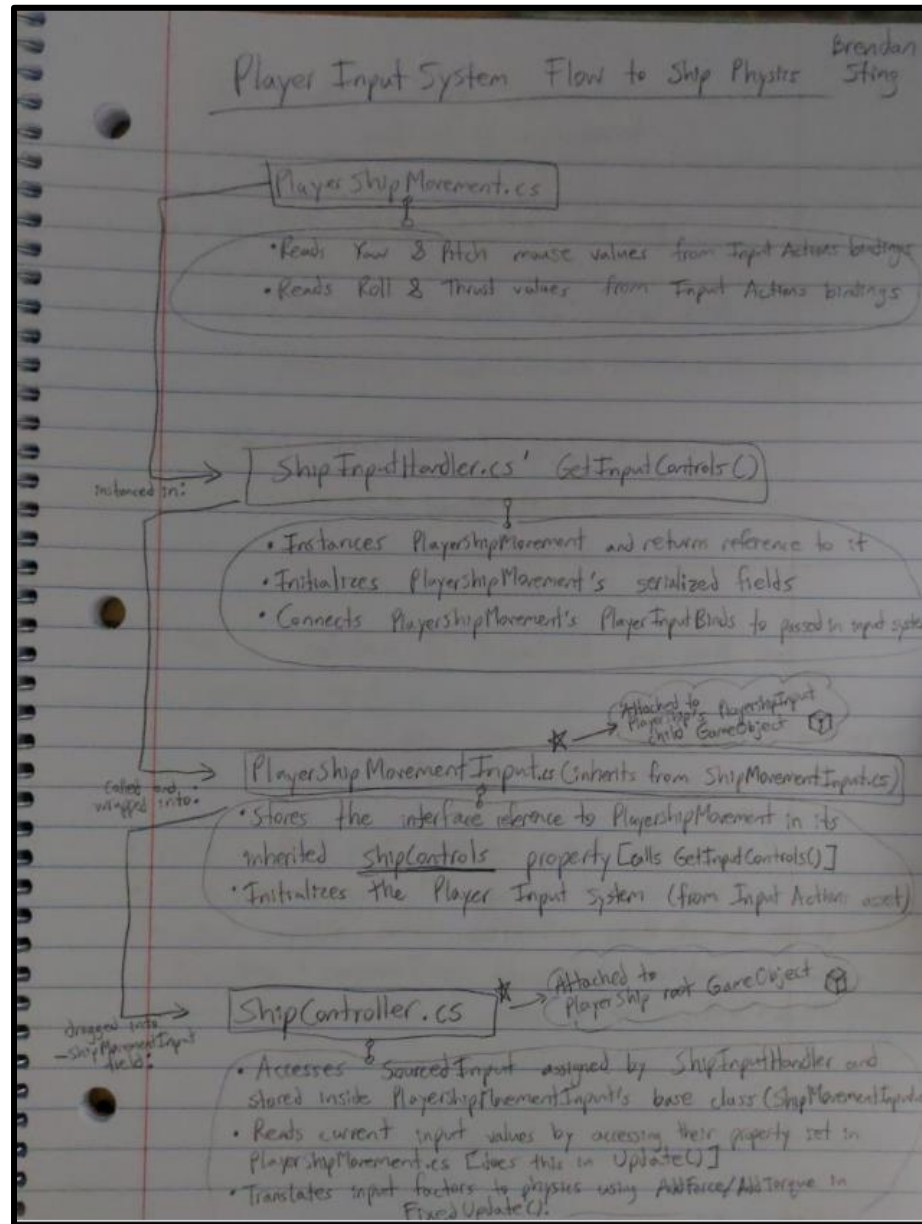 Brendan
Player Input System Flow to Ship Physics Sting
PlayerShipMovement.cs
• Reads Yaw & Pitch mouse values from Input Actions bindings
• Reads Roll & Thrust values from Input Actions bindings
instanced in:
ShipInputHandler.cs' GetInputControls()
• Instances PlayerShipMovement and returns reference to it
• Initializes PlayerShipMovement's serialized fields
• Connects PlayerShipMovement's PlayerInputBinds to passed in input system
Attached to
PlayerShip's PlayerShipInput
child GameObject
called and
wrapped into:
PlayerShipMovementInput.cs (inherits from ShipMovementInput.cs)
• Stores the interface reference to PlayerShipMovement in its
inherited shipControls property [calls GetInputControls()]
• Initializes the Player Input System (from Input Actions asset)
Attached to
PlayerShip root GameObject
dragged into
_ShipMovementInput
field:
ShipController.cs
• Accesses SourcedInput assigned by ShipInputHandler and
stored inside PlayerShipMovementInput's base class (ShipMovementInput
• Reads current input values by accessing their property set in
PlayerShipMovement.cs [does this in Update()]
• Translates input factors to physics using AddForce/AddTorque in
FixedUpdate()!